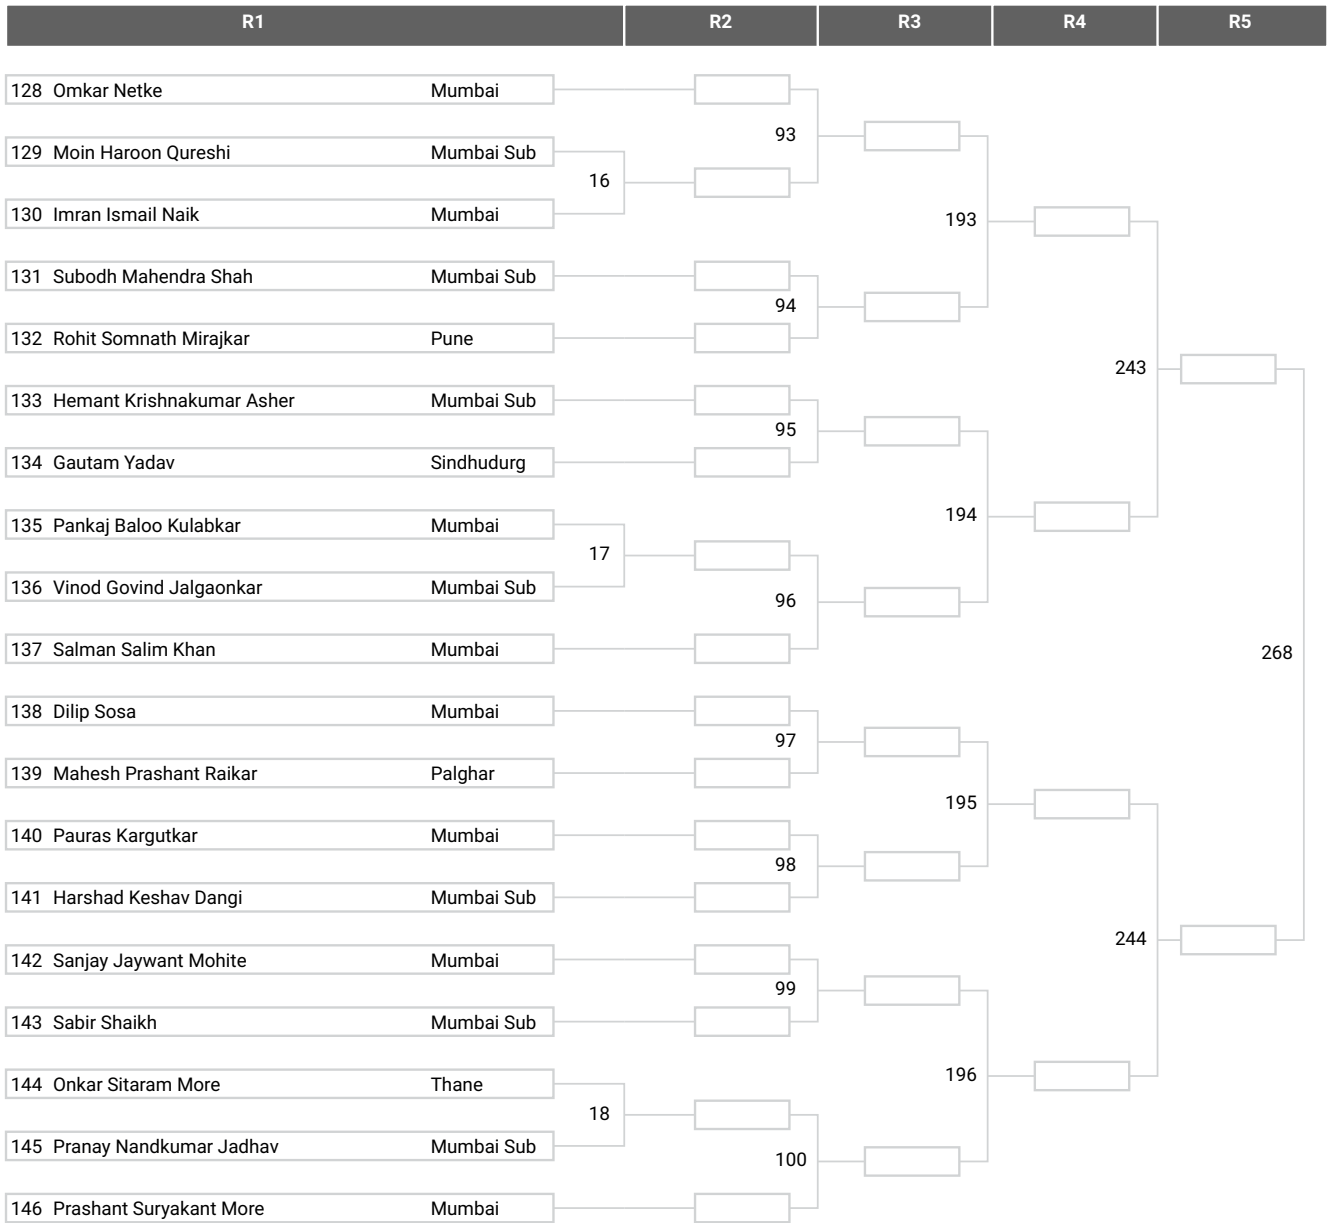 R1 R2 R3 R4 R5
128 Omkar Netke Mumbai
93
129 Moin Haroon Qureshi Mumbai Sub
16
130 Imran Ismail Naik Mumbai
193
131 Subodh Mahendra Shah Mumbai Sub
94
132 Rohit Somnath Mirajkar Pune
243
133 Hemant Krishnakumar Asher Mumbai Sub
95
134 Gautam Yadav Sindhudurg
194
135 Pankaj Baloo Kulabkar Mumbai
17
136 Vinod Govind Jalgaonkar Mumbai Sub
96
137 Salman Salim Khan Mumbai
268
138 Dilip Sosa Mumbai
97
139 Mahesh Prashant Raikar Palghar
195
140 Pauras Kargutkar Mumbai
98
141 Harshad Keshav Dangi Mumbai Sub
244
142 Sanjay Jaywant Mohite Mumbai
99
143 Sabir Shaikh Mumbai Sub
196
144 Onkar Sitaram More Thane
18
145 Pranay Nandkumar Jadhav Mumbai Sub
100
146 Prashant Suryakant More Mumbai